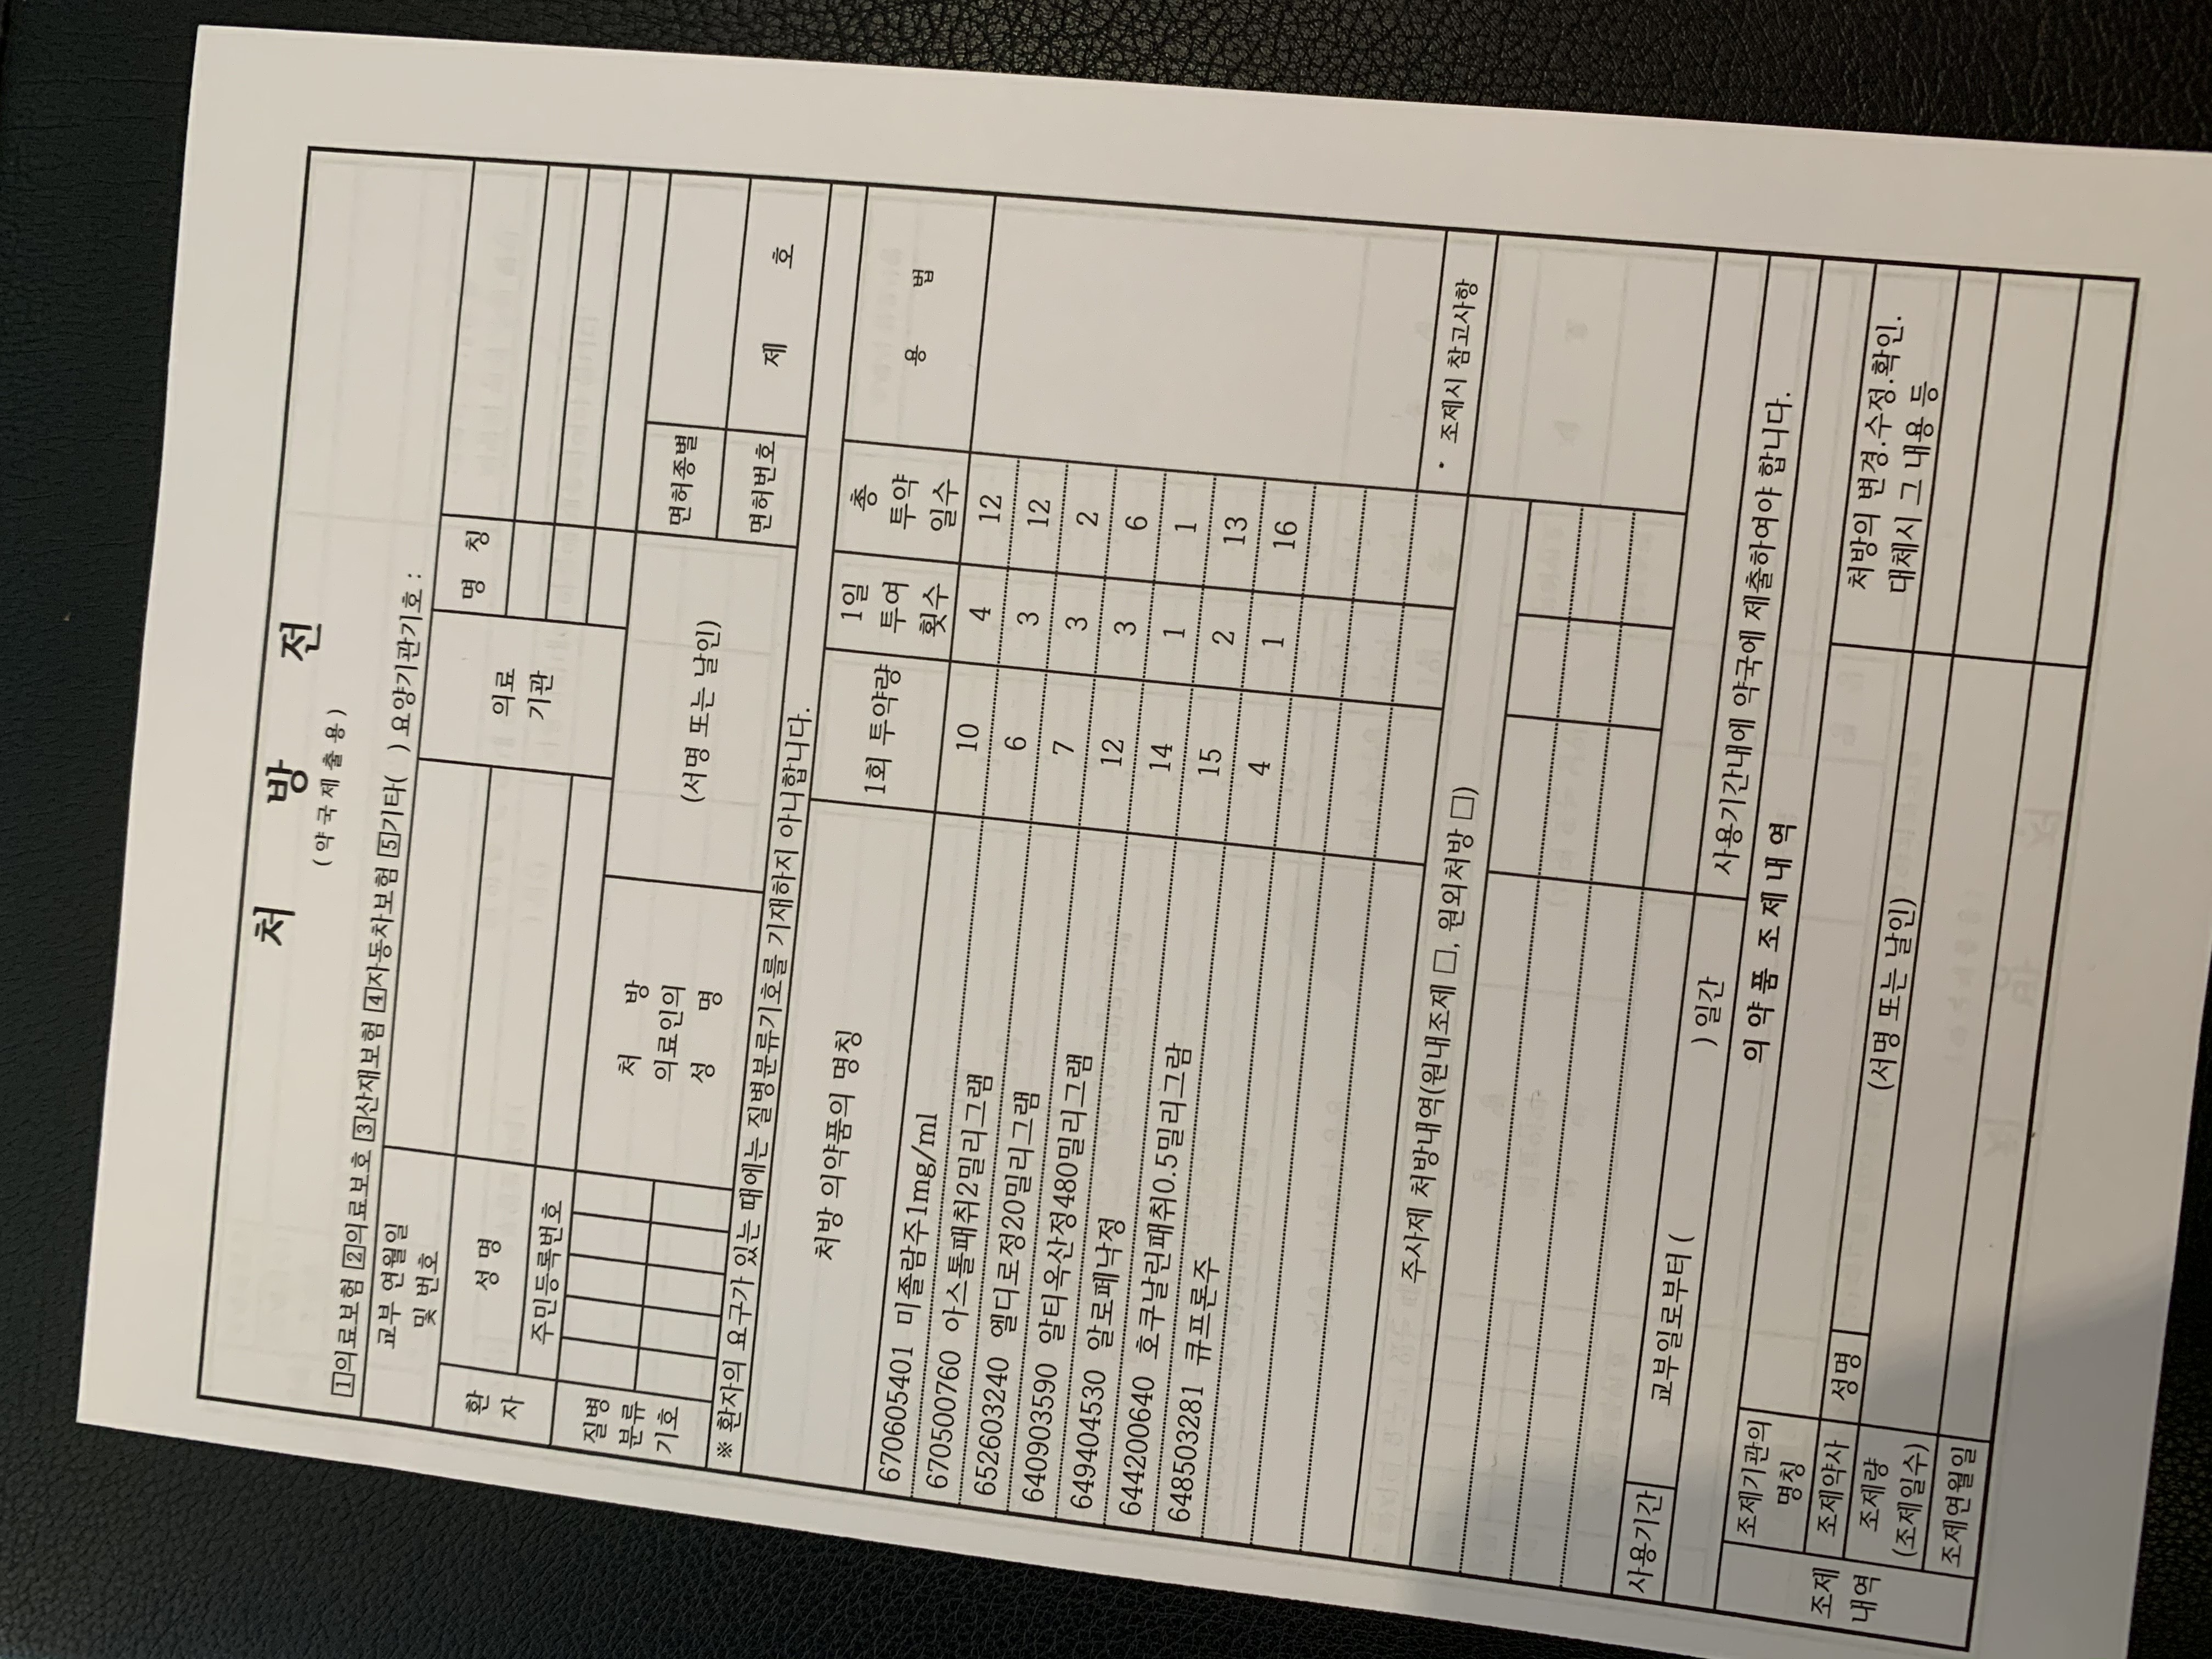 처 방 전
( 약 국 제 출 용 )
1의료보험 2의료보호 3산재보험 4자동차보험 5기타( ) 요양기관기호 :
교부 연월일
및 번호
환
자
성 명
주민등록번호
의료
기관
명 칭
질병
분류
기호
처 방
의료인의
성 명
(서명 또는 날인)
면허종별
면허번호
제 호
※ 환자의 요구가 있는 때에는 질병분류기호를 기재하지 아니합니다.
처방 의약품의 명칭
1회 투약량
1일
투여
횟수
총
투약
일수
용 법
670605401 미졸람주1mg/ml 10 4 12
670500760 아스톨패취2밀리그램 6 3 12
652603240 엘디로정20밀리그램 7 3 2
640903590 알티옥산정480밀리그램 12 3 6
649404530 알로페낙정 14 1 1
644200640 호쿠날린패취0.5밀리그람 15 2 13
648503281 큐프론주 4 1 16
주사제 처방내역(원내조제 □, 원외처방 □)
· 조제시 참고사항
사용기간
교부일로부터 ( ) 일간
사용기간내에 약국에 제출하여야 합니다.
의 약 품 조 제 내 역
조제
내역
조제기관의
명칭
조제약사
성명
(서명 또는 날인)
조제량
(조제일수)
조제연월일
처방의 변경.수정.확인.
대체시 그 내용 등